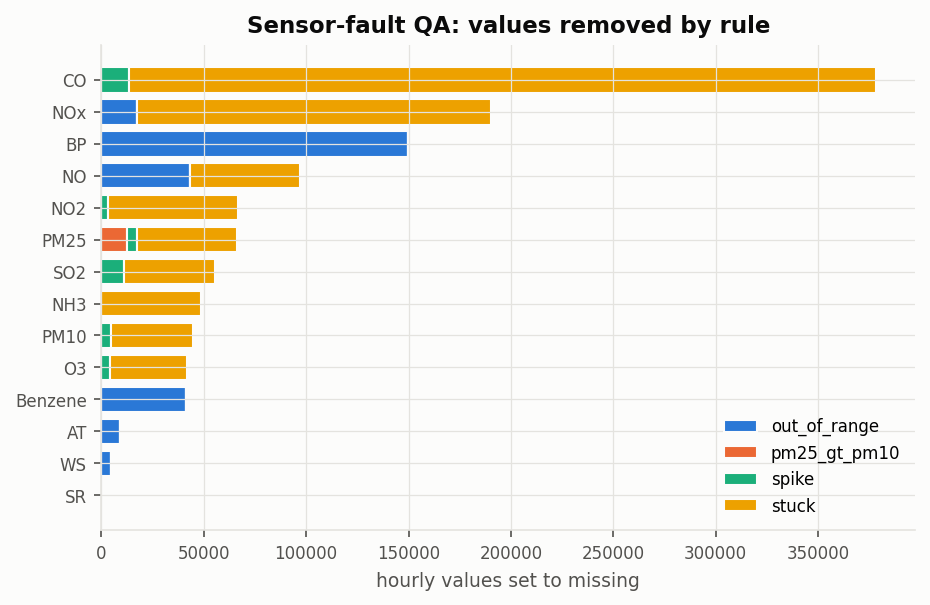 Sensor-fault QA: values removed by rule
CO
NOx
BP
NO
NO2
PM25
SO2
NH3
PM10
O3
Benzene
AT
WS
SR
out_of_range
pm25_gt_pm10
spike
stuck
0 50000 100000 150000 200000 250000 300000 350000
hourly values set to missing